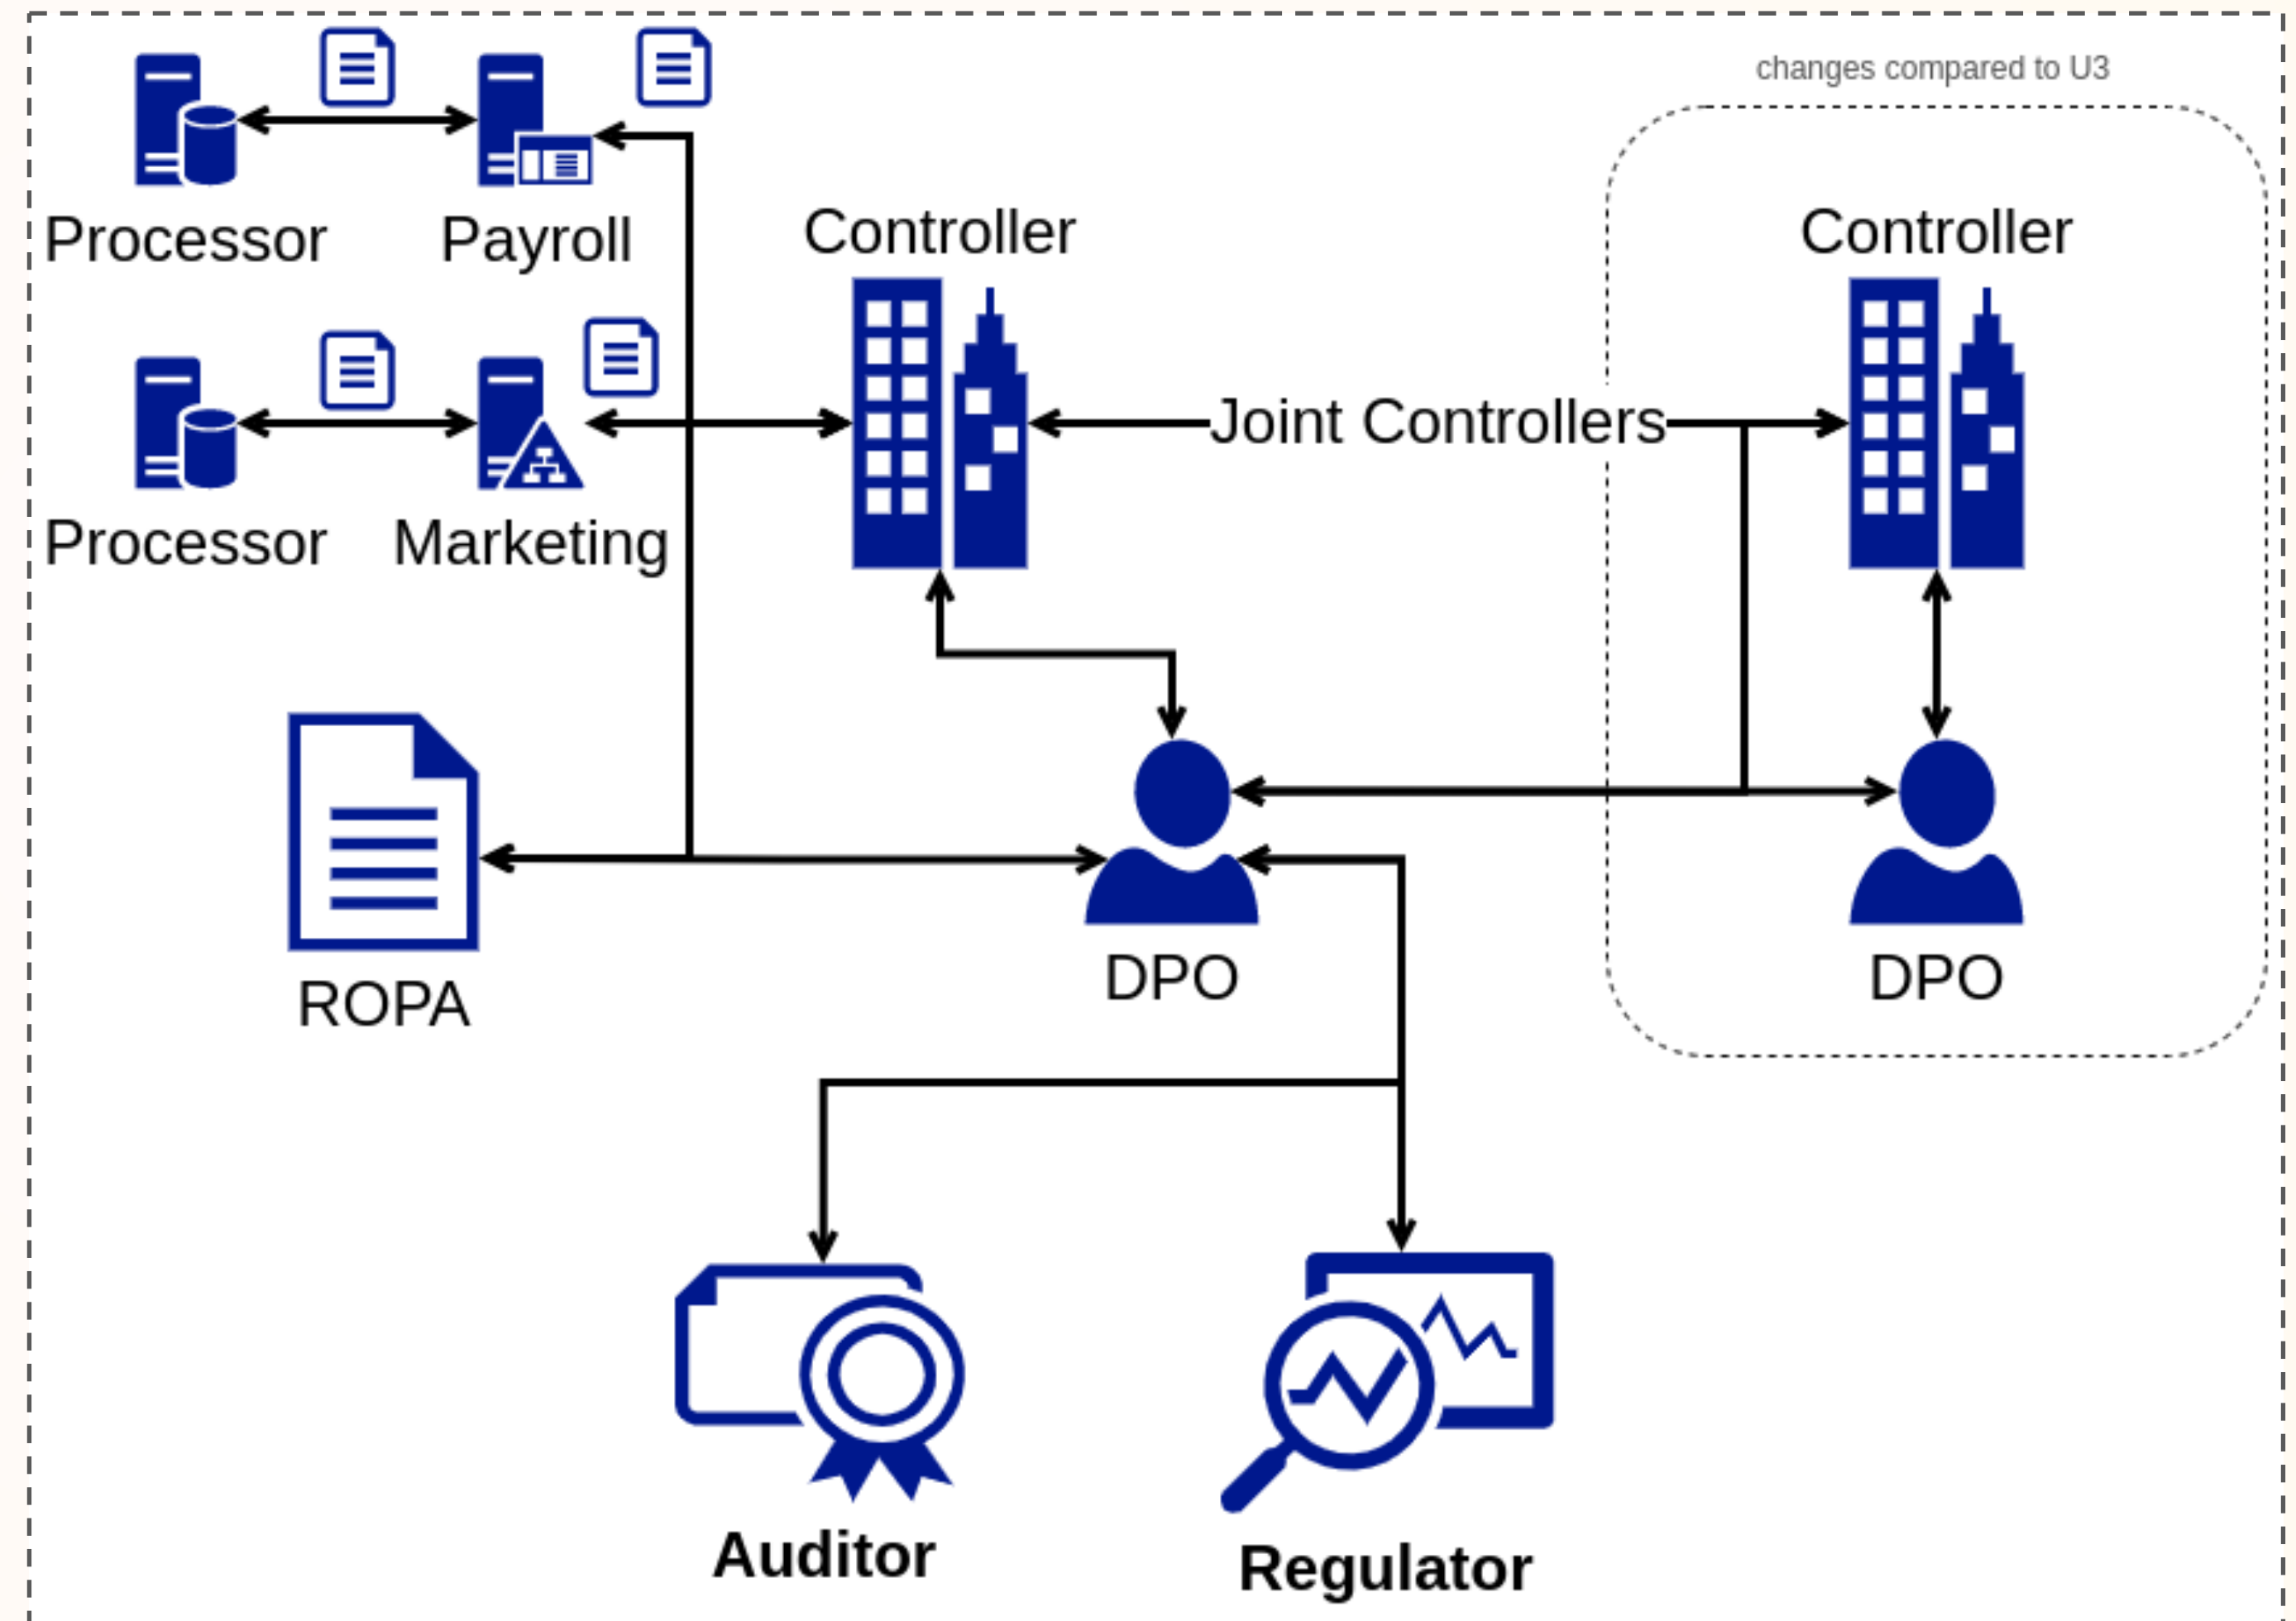 changes compared to U3
Processor
Payroll
Controller
Controller
Joint Controllers
Processor
Marketing
ROPA
DPO
DPO
Auditor
Regulator